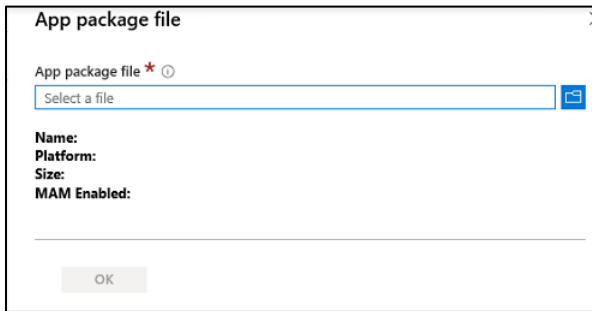 App package file
App package file *
Select a file
Name:
Platform:
Size:
MAM Enabled:
OK